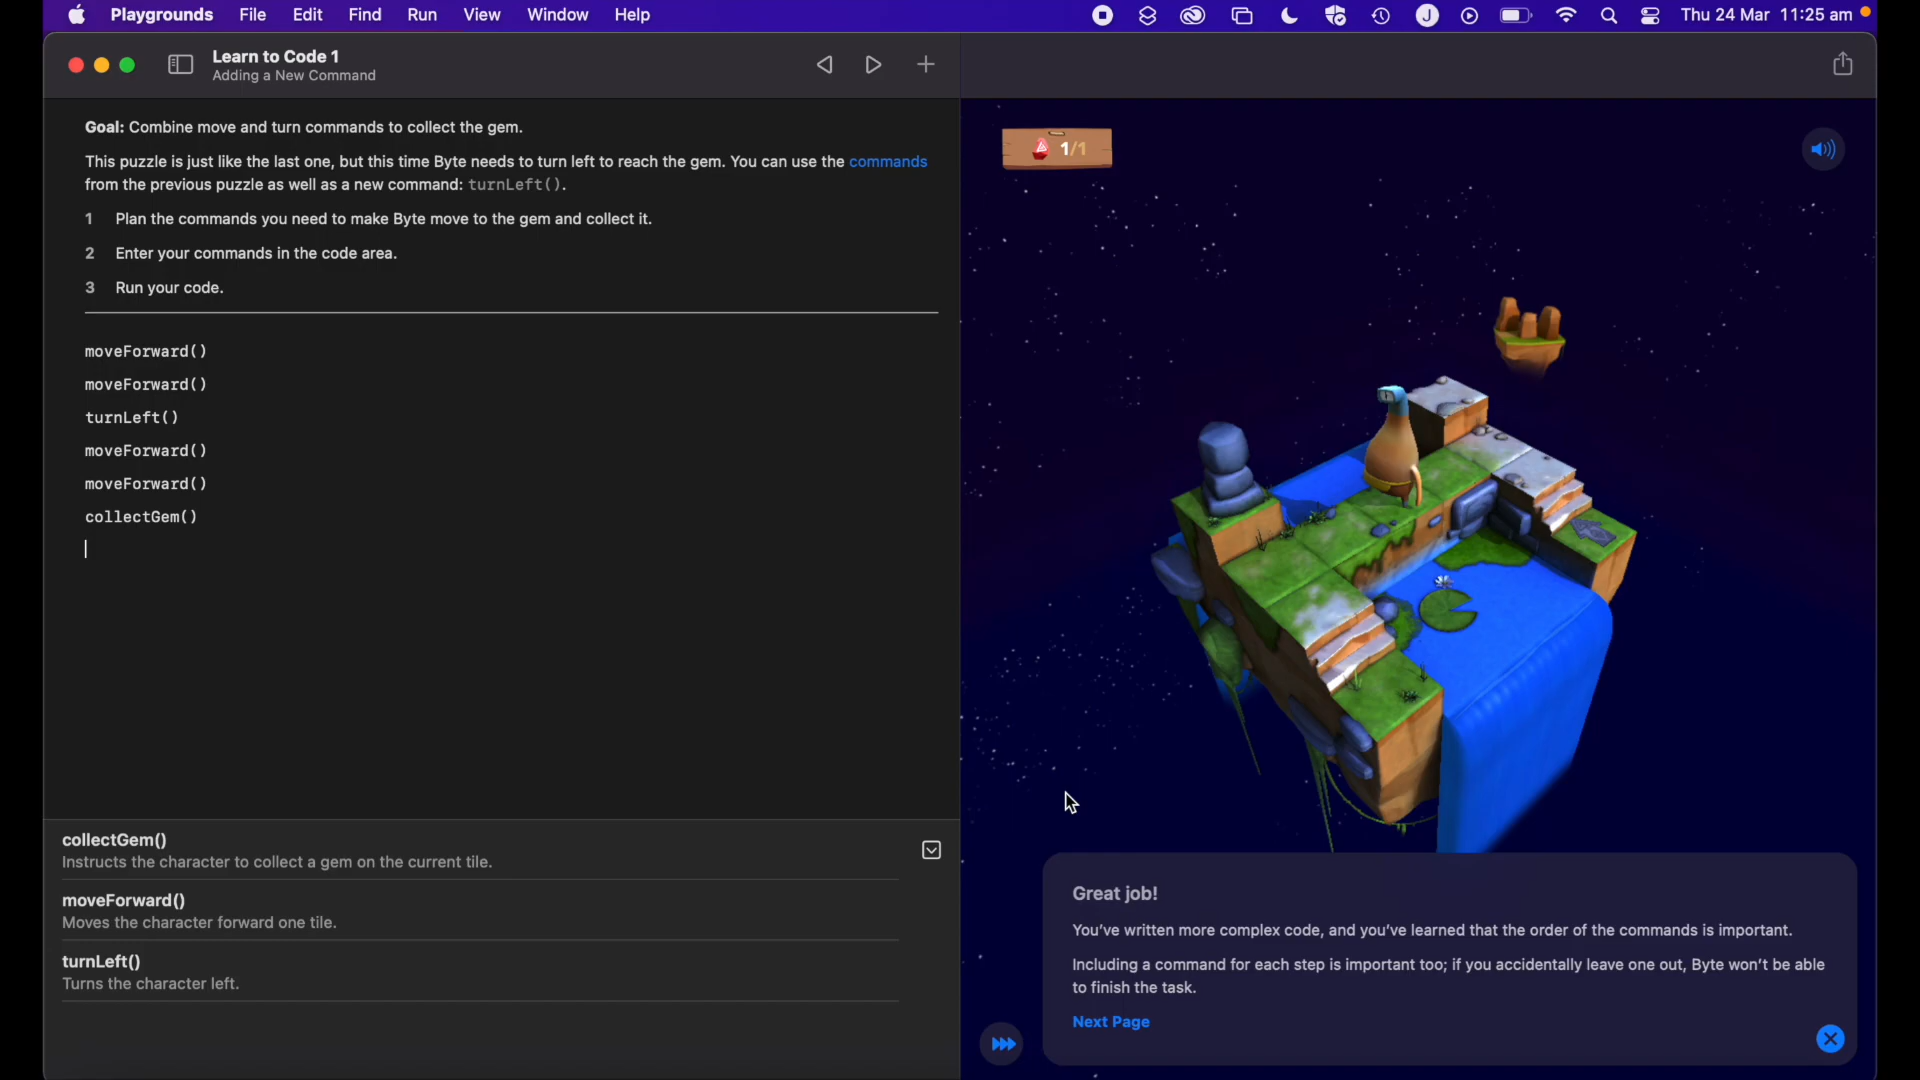 Playgrounds File Edit Find Run View Window Help J Thu 24 Mar 11:25 am
Learn to Code 1
Adding a New Command
Goal: Combine move and turn commands to collect the gem.
This puzzle is just like the last one, but this time Byte needs to turn left to reach the gem. You can use the commands
from the previous puzzle as well as a new command: turnLeft().
1 Plan the commands you need to make Byte move to the gem and collect it.
2 Enter your commands in the code area.
3 Run your code.
moveForward()
moveForward()
turnLeft()
moveForward()
moveForward()
collectGem()
collectGem()
Instructs the character to collect a gem on the current tile.
moveForward()
Moves the character forward one tile.
turnLeft()
Turns the character left.
1/1
Great job!
You've written more complex code, and you've learned that the order of the commands is important.
Including a command for each step is important too; if you accidentally leave one out, Byte won't be able
to finish the task.
Next Page